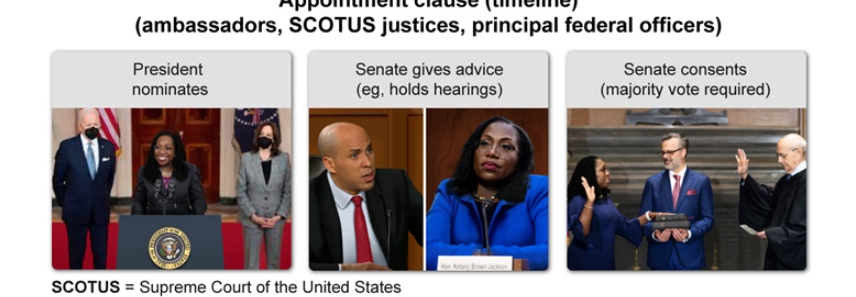 Appointment clause (timeline)
(ambassadors, SCOTUS justices, principal federal officers)
President
nominates
Senate gives advice
(eg, holds hearings)
Senate consents
(majority vote required)
Hon. Ketanji Brown Jackson
SCOTUS = Supreme Court of the United States